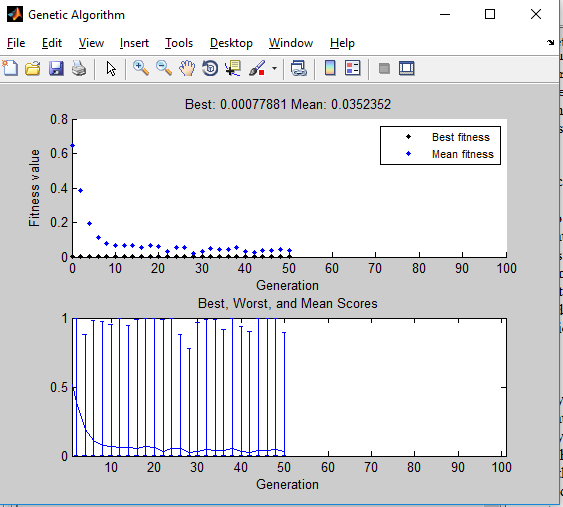 Genetic Algorithm
File Edit View Insert Tools Desktop Window Help
Best: 0.00077881 Mean: 0.0352352
0.8
0.6
0.4
0.2
0
Fitness value
Best fitness
Mean fitness
0 10 20 30 40 50 60 70 80 90 100
Generation
Best, Worst, and Mean Scores
1
0.5
0
10 20 30 40 50 60 70 80 90 100
Generation